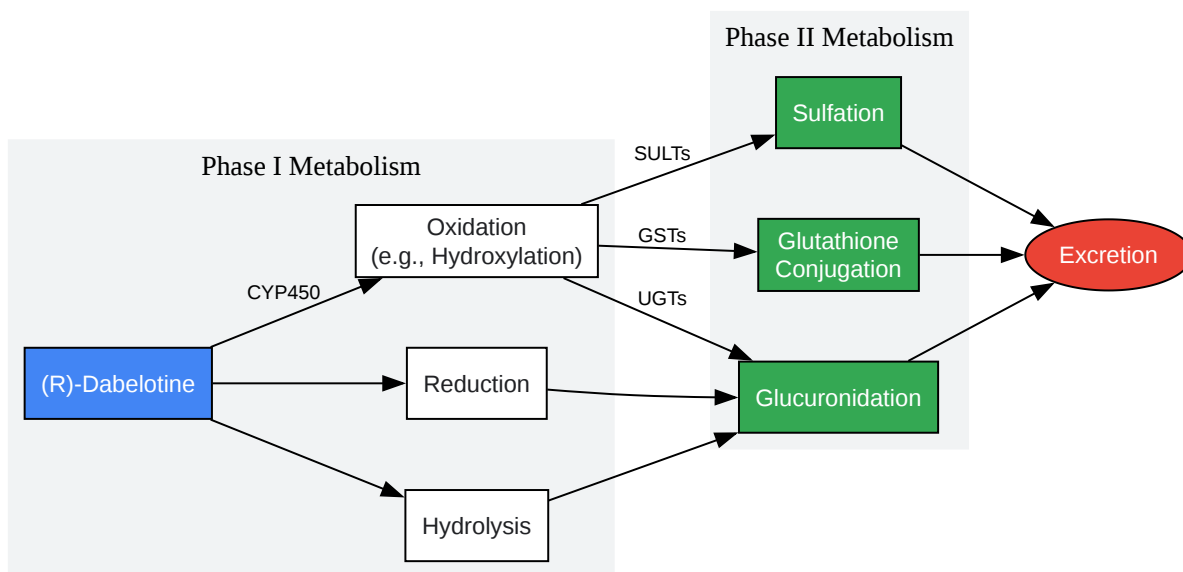 Phase II Metabolism
Sulfation
Phase I Metabolism
SULTs
Oxidation
(e.g., Hydroxylation)
GSTs
Glutathione
Conjugation
Excretion
CYP450
UGTs
(R)-Dabelotine
Reduction
Glucuronidation
Hydrolysis